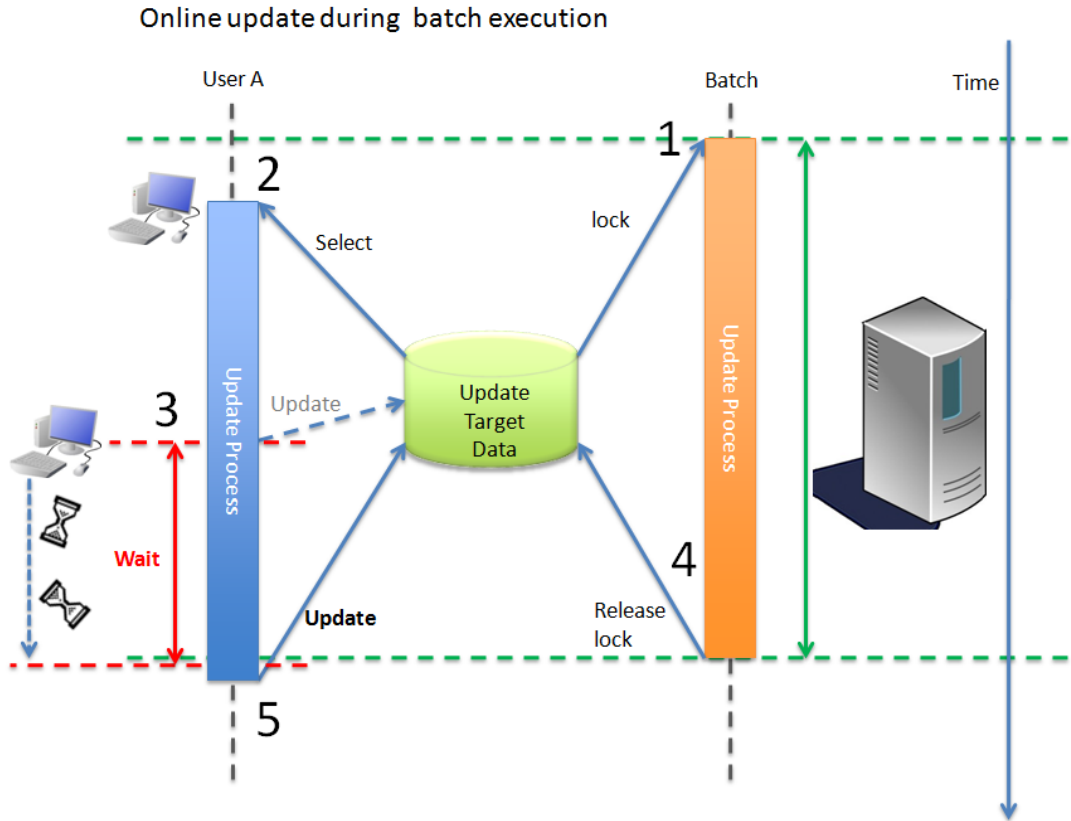 Online update during batch execution
User A
Batch
Time
1
2
lock
Select
Update Process
Update Process
Update
Target
Data
3
Update
Wait
4
Update
Release
lock
5